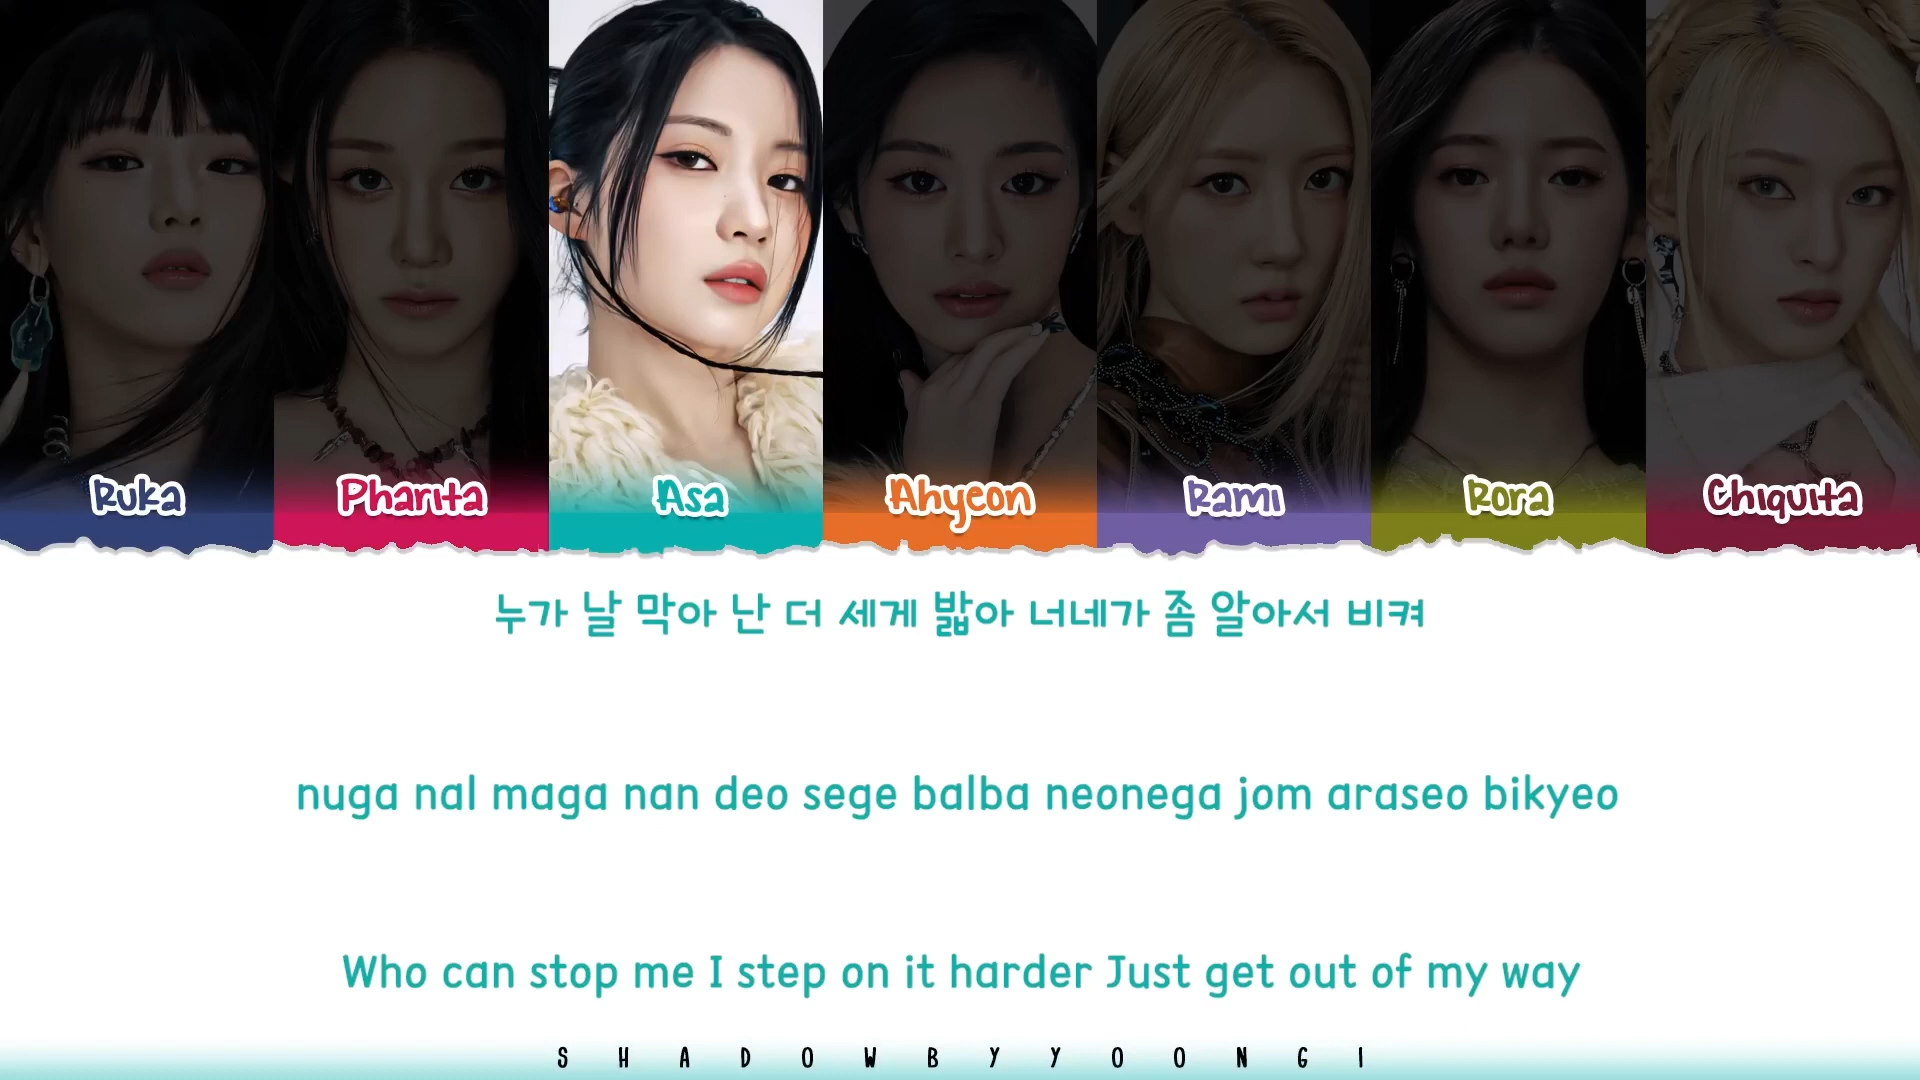 Ruka Pharita Asa Ahyeon Rami Rora Chiquita
누가 날 막아 난 더 세게 밟아 너네가 좀 알아서 비켜
nuga nal maga nan deo sege balba neonega jom araseo bikyeo
Who can stop me I step on it harder Just get out of my way
SHADOWBYYOONGI